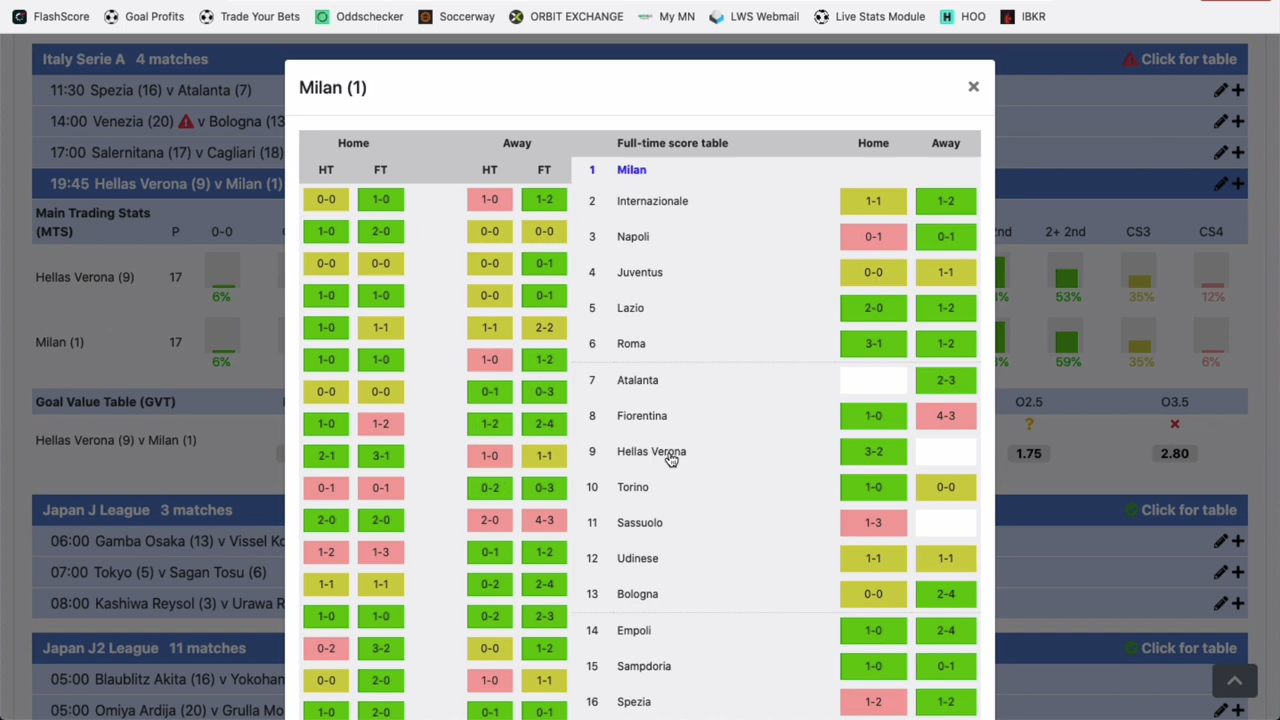 FlashScore Goal Profits Trade Your Bets Oddschecker Soccerway ORBIT EXCHANGE My MN LWS Webmail Live Stats Module HOO IBKR
Italy Serie A 4 matches Click for table
11:30 Spezia (16) v Atalanta (7)
14:00 Venezia (20) v Bologna (13
17:00 Salernitana (17) v Cagliari (18)
19:45 Hellas Verona (9) v Milan (1)
Main Trading Stats
(MTS) P 0-0
Hellas Verona (9) 17
6%
Milan (1) 17
6%
Goal Value Table (GVT)
Hellas Verona (9) v Milan (1)
Japan J League 3 matches Click for table
06:00 Gamba Osaka (13) v Vissel Ko
07:00 Tokyo (5) v Sagan Tosu (6)
08:00 Kashiwa Reysol (3) v Urawa R
Japan J2 League 11 matches Click for table
05:00 Blaublitz Akita (16) v Yokoham
05:00 Omiya Ardija (20) v Grulla Mo
Milan (1) ×
Home Away Full-time score table Home Away
HT FT HT FT
0-0 1-0 1-0 1-2
1-0 2-0 0-0 0-0
0-0 0-0 0-0 0-1
1-0 1-0 0-0 0-1
1-0 1-1 1-1 2-2
1-0 1-0 1-0 1-2
0-0 0-0 0-1 0-3
1-0 1-2 1-2 2-4
2-1 3-1 1-0 1-1
0-1 0-1 0-2 0-3
2-0 2-0 2-0 4-3
1-2 1-3 0-1 1-2
1-1 1-1 0-2 2-4
1-0 1-0 0-2 2-3
0-2 3-2 0-0 1-2
0-0 2-0 1-0 1-1
1-0 2-0 0-1 0-1
1 Milan
2 Internazionale 1-1 1-2
3 Napoli 0-1 0-1
4 Juventus 0-0 1-1
5 Lazio 2-0 1-2
6 Roma 3-1 1-2
7 Atalanta 2-3
8 Fiorentina 1-0 4-3
9 Hellas Verona 3-2
10 Torino 1-0 0-0
11 Sassuolo 1-3
12 Udinese 1-1 1-1
13 Bologna 0-0 2-4
14 Empoli 1-0 2-4
15 Sampdoria 1-0 0-1
16 Spezia 1-2 1-2
2+ 2nd CS3 CS4
53% 35% 12%
59% 35% 6%
O2.5 O3.5
? ×
1.75 2.80